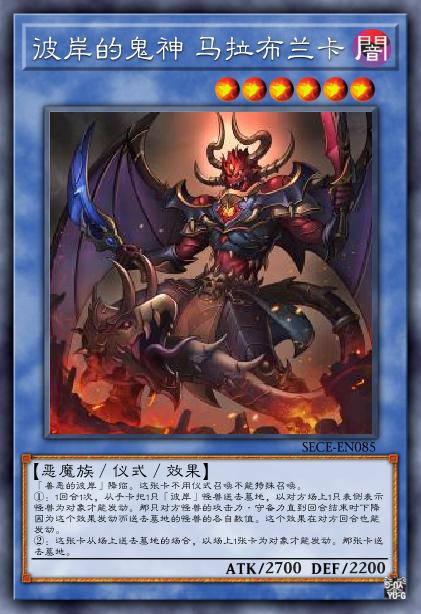 彼岸的鬼神 马拉布兰卡 闇
SECE-EN085
【恶魔族／仪式／效果】
「善恶的彼岸」降临。这张卡不用仪式召唤不能特殊召唤。
①：1回合1次，从手卡把1只「彼岸」怪兽送去墓地，以对方场上1只表侧表示
怪兽为对象才能发动。那只对方怪兽的攻击力·守备力直到回合结束时下降
因为这个效果发动而送去墓地的怪兽的各自数值。这个效果在对方回合也能
发动。
②：这张卡从场上送去墓地的场合，以场上1张卡为对象才能发动。那张卡送
去墓地。
ATK/2700 DEF/2200